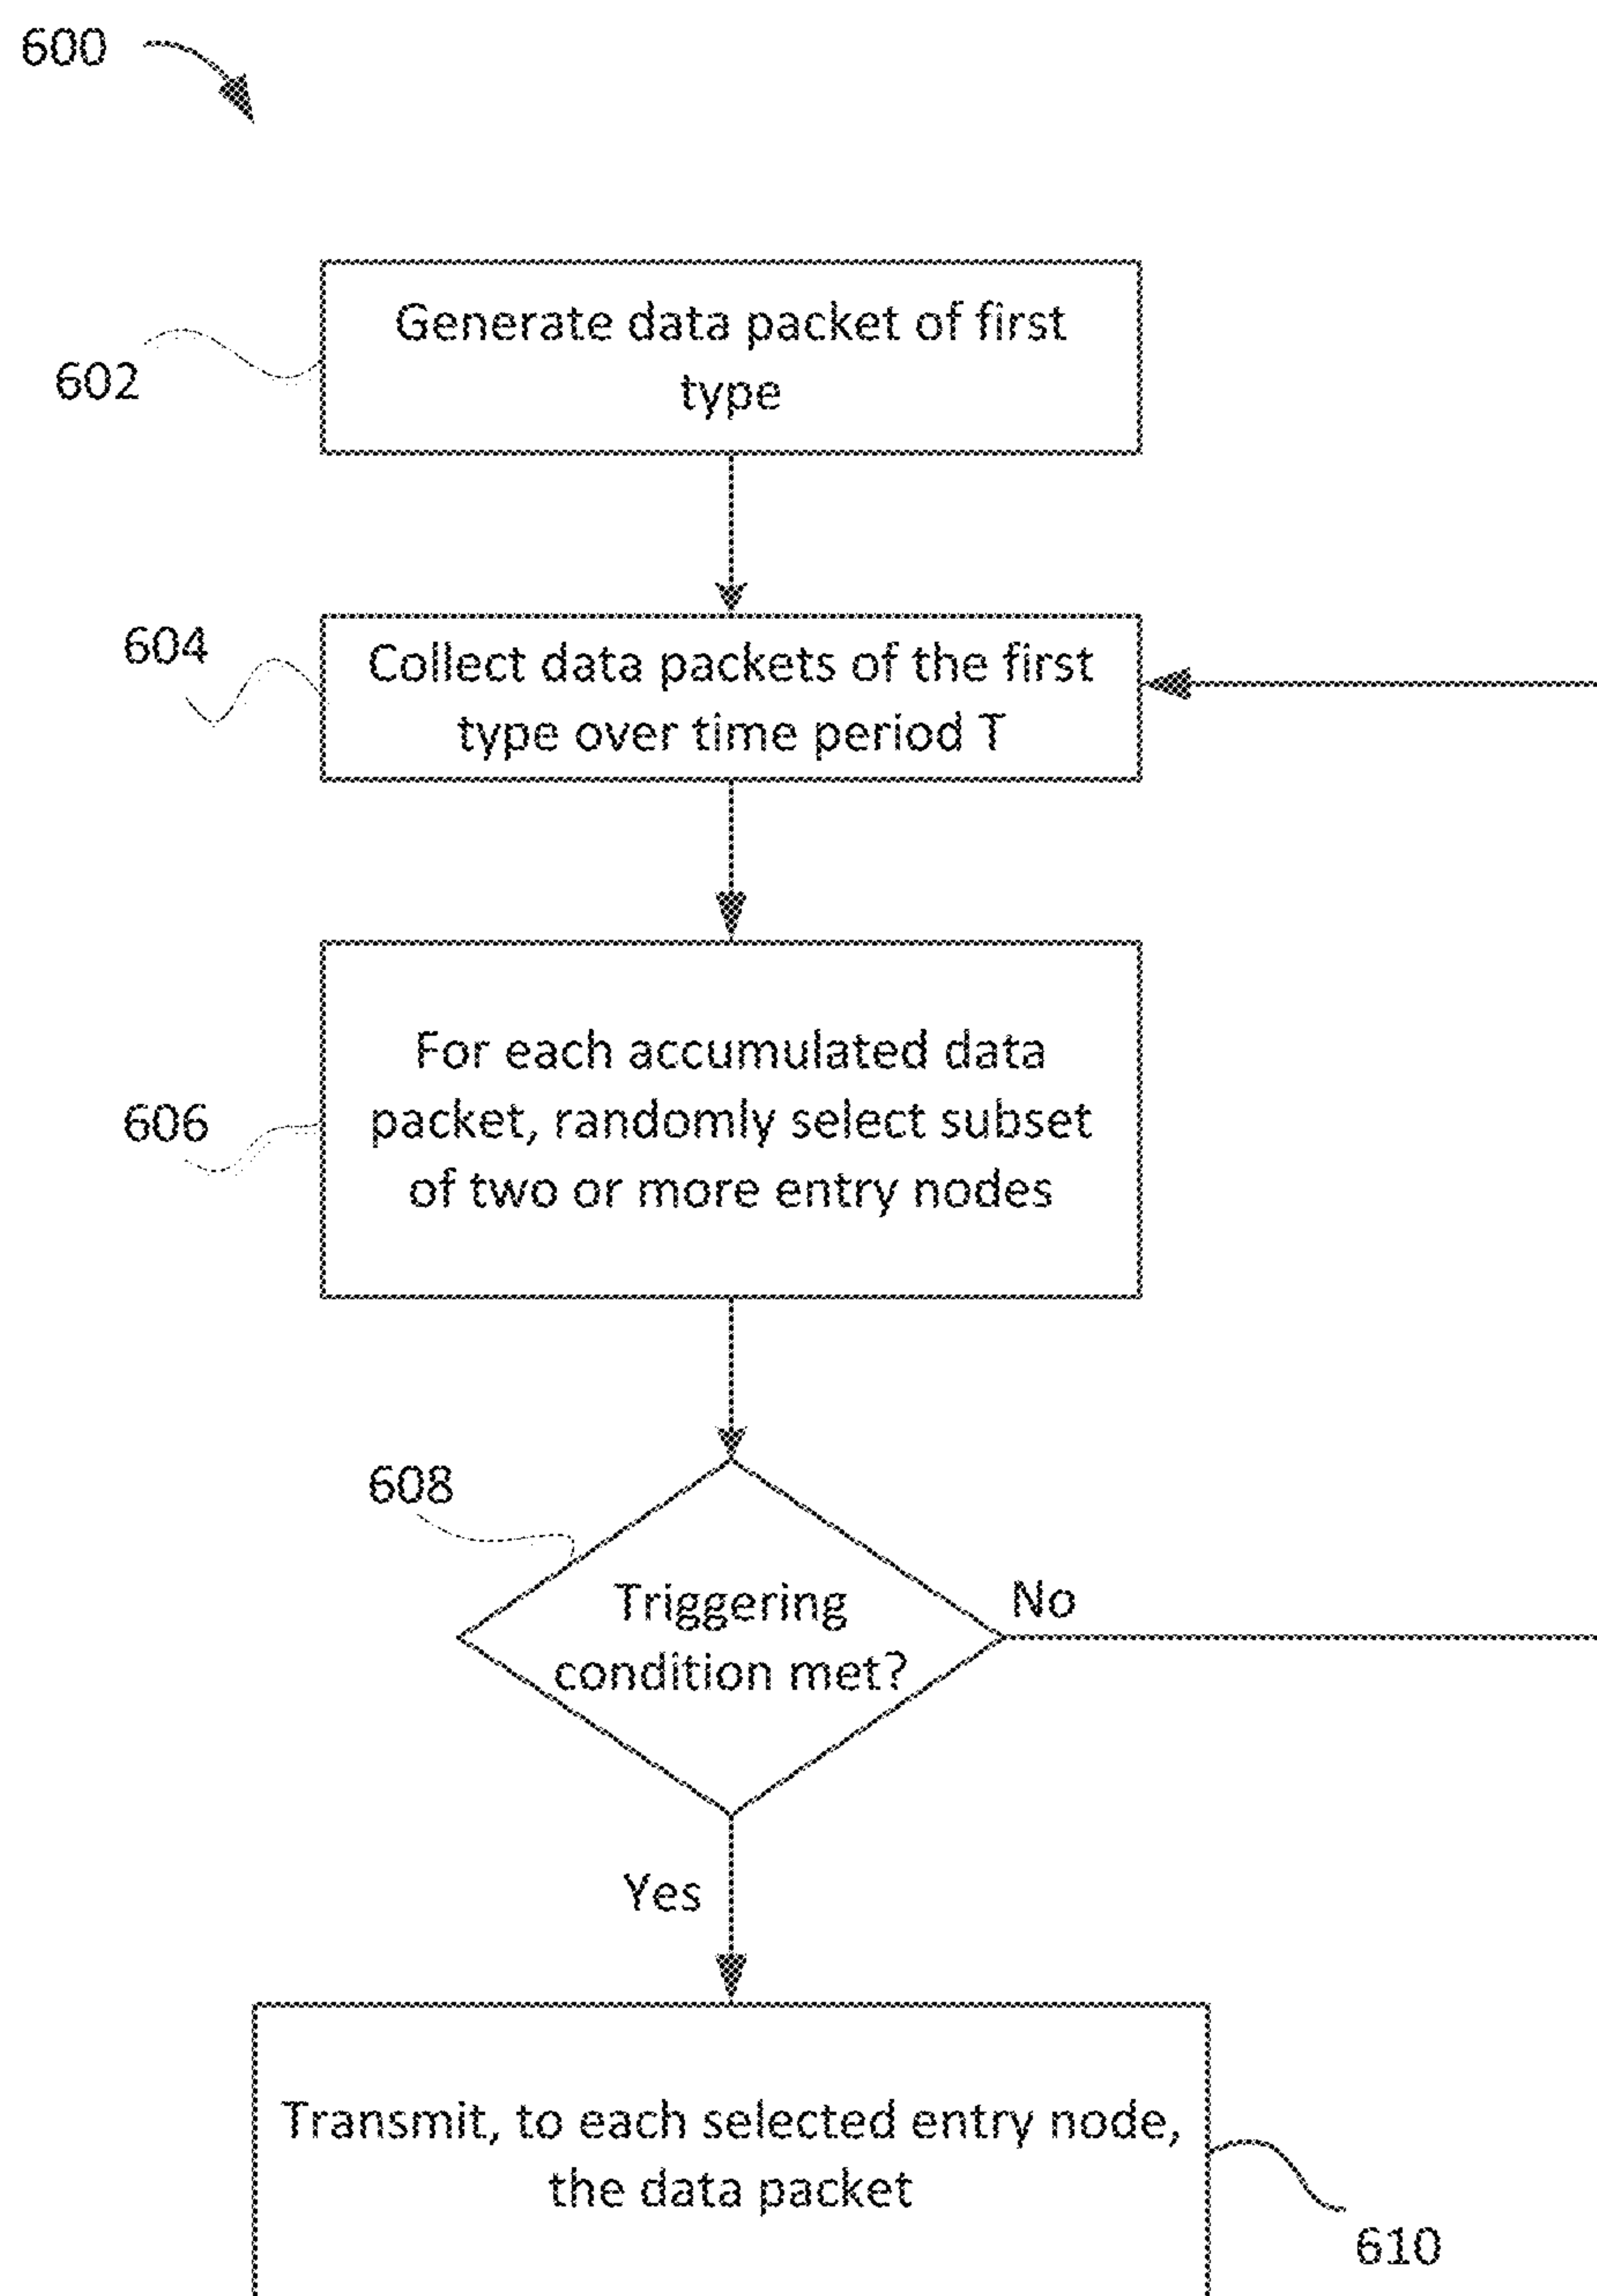 600
Generate data packet of first
type
602
604
Collect data packets of the first
type over time period T
For each accumulated data
packet, randomly select subset
of two or more entry nodes
606
608
Triggering
condition met?
No
Yes
Transmit, to each selected entry node,
the data packet
610